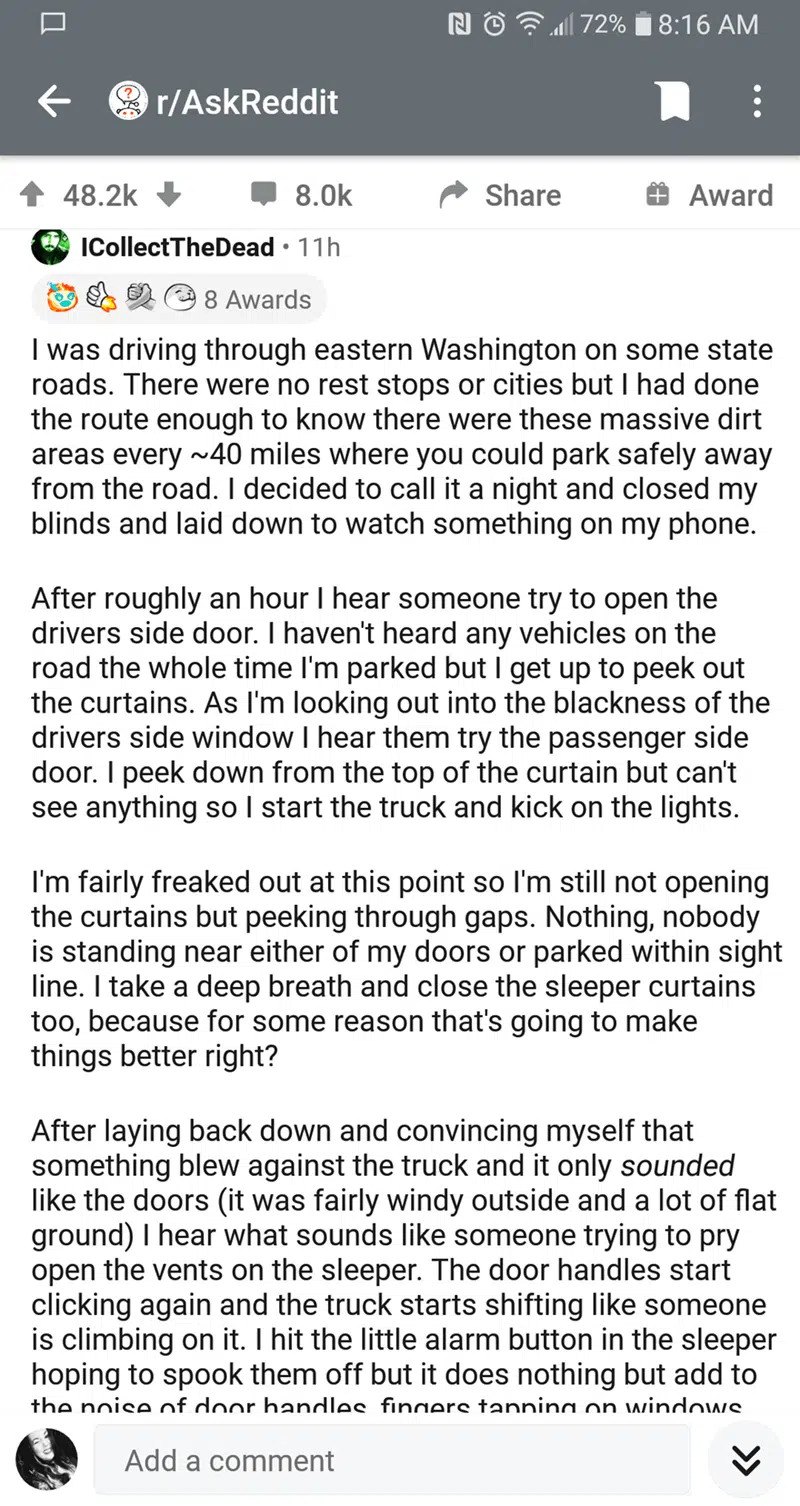 72% 8:16 AM
r/AskReddit
48.2k 8.0k Share Award
ICollectTheDead • 11h
8 Awards
I was driving through eastern Washington on some state
roads. There were no rest stops or cities but I had done
the route enough to know there were these massive dirt
areas every ~40 miles where you could park safely away
from the road. I decided to call it a night and closed my
blinds and laid down to watch something on my phone.
After roughly an hour I hear someone try to open the
drivers side door. I haven't heard any vehicles on the
road the whole time I'm parked but I get up to peek out
the curtains. As I'm looking out into the blackness of the
drivers side window I hear them try the passenger side
door. I peek down from the top of the curtain but can't
see anything so I start the truck and kick on the lights.
I'm fairly freaked out at this point so I'm still not opening
the curtains but peeking through gaps. Nothing, nobody
is standing near either of my doors or parked within sight
line. I take a deep breath and close the sleeper curtains
too, because for some reason that's going to make
things better right?
After laying back down and convincing myself that
something blew against the truck and it only sounded
like the doors (it was fairly windy outside and a lot of flat
ground) I hear what sounds like someone trying to pry
open the vents on the sleeper. The door handles start
clicking again and the truck starts shifting like someone
is climbing on it. I hit the little alarm button in the sleeper
hoping to spook them off but it does nothing but add to
the noise of door handles, fingers tapping on windows
Add a comment